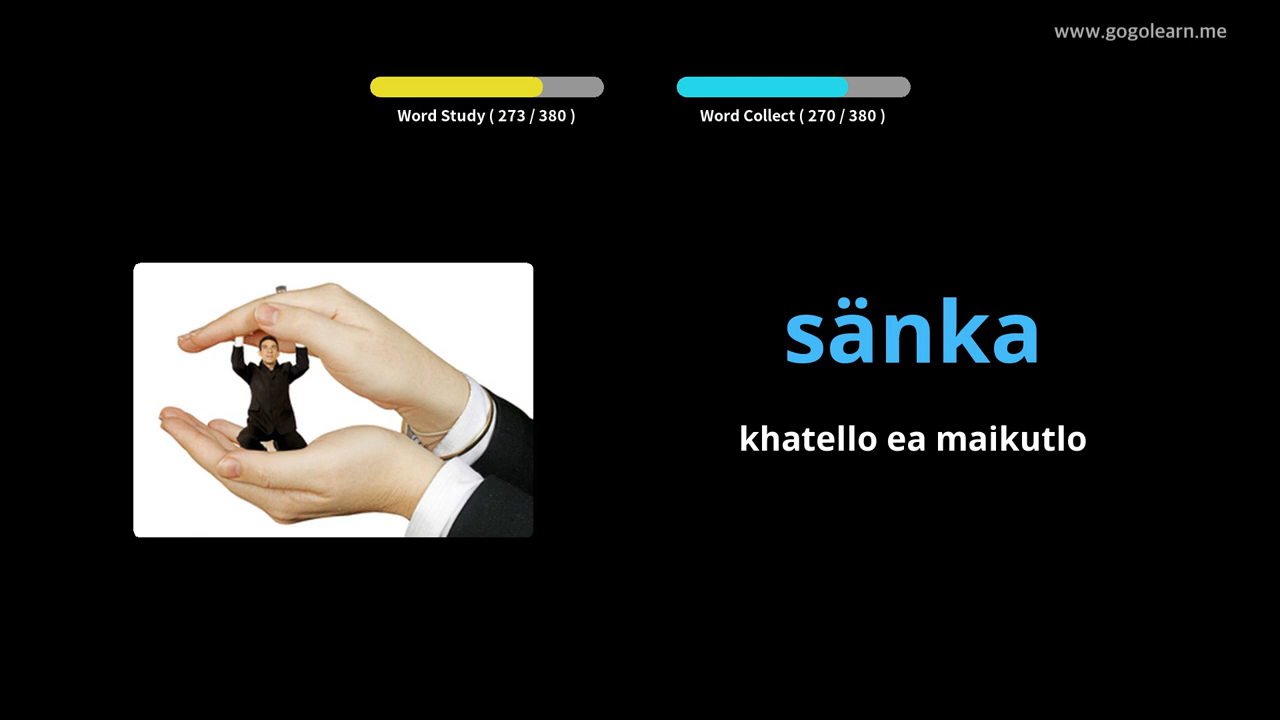 www.gogolearn.me
Word Study ( 273 / 380 )
Word Collect ( 270 / 380 )
sänka
khatello ea maikutlo